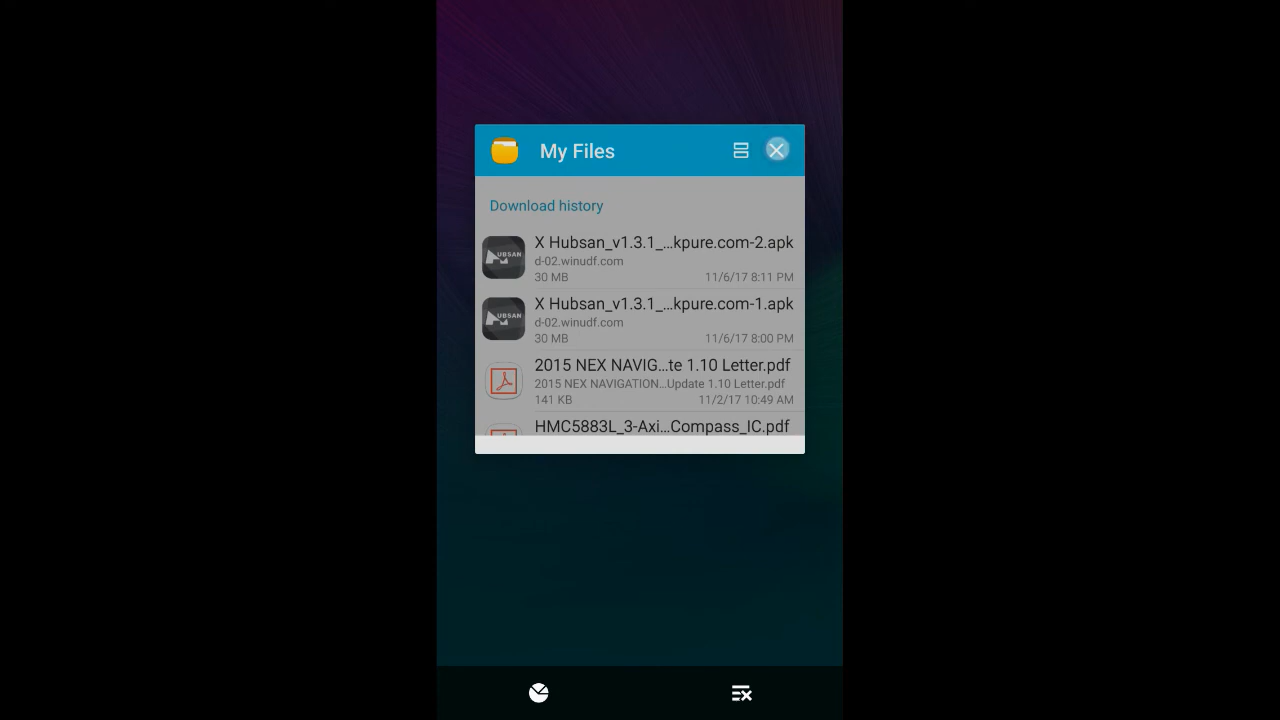 My Files
Download history
X Hubsan_v1.3.1_...kpure.com-2.apk
d-02.winudf.com
30 MB 11/6/17 8:11 PM
X Hubsan_v1.3.1_...kpure.com-1.apk
d-02.winudf.com
30 MB 11/6/17 8:00 PM
2015 NEX NAVIG...te 1.10 Letter.pdf
2015 NEX NAVIGATION...Update 1.10 Letter.pdf
141 KB 11/2/17 10:49 AM
HMC5883L_3-Axi...Compass_IC.pdf